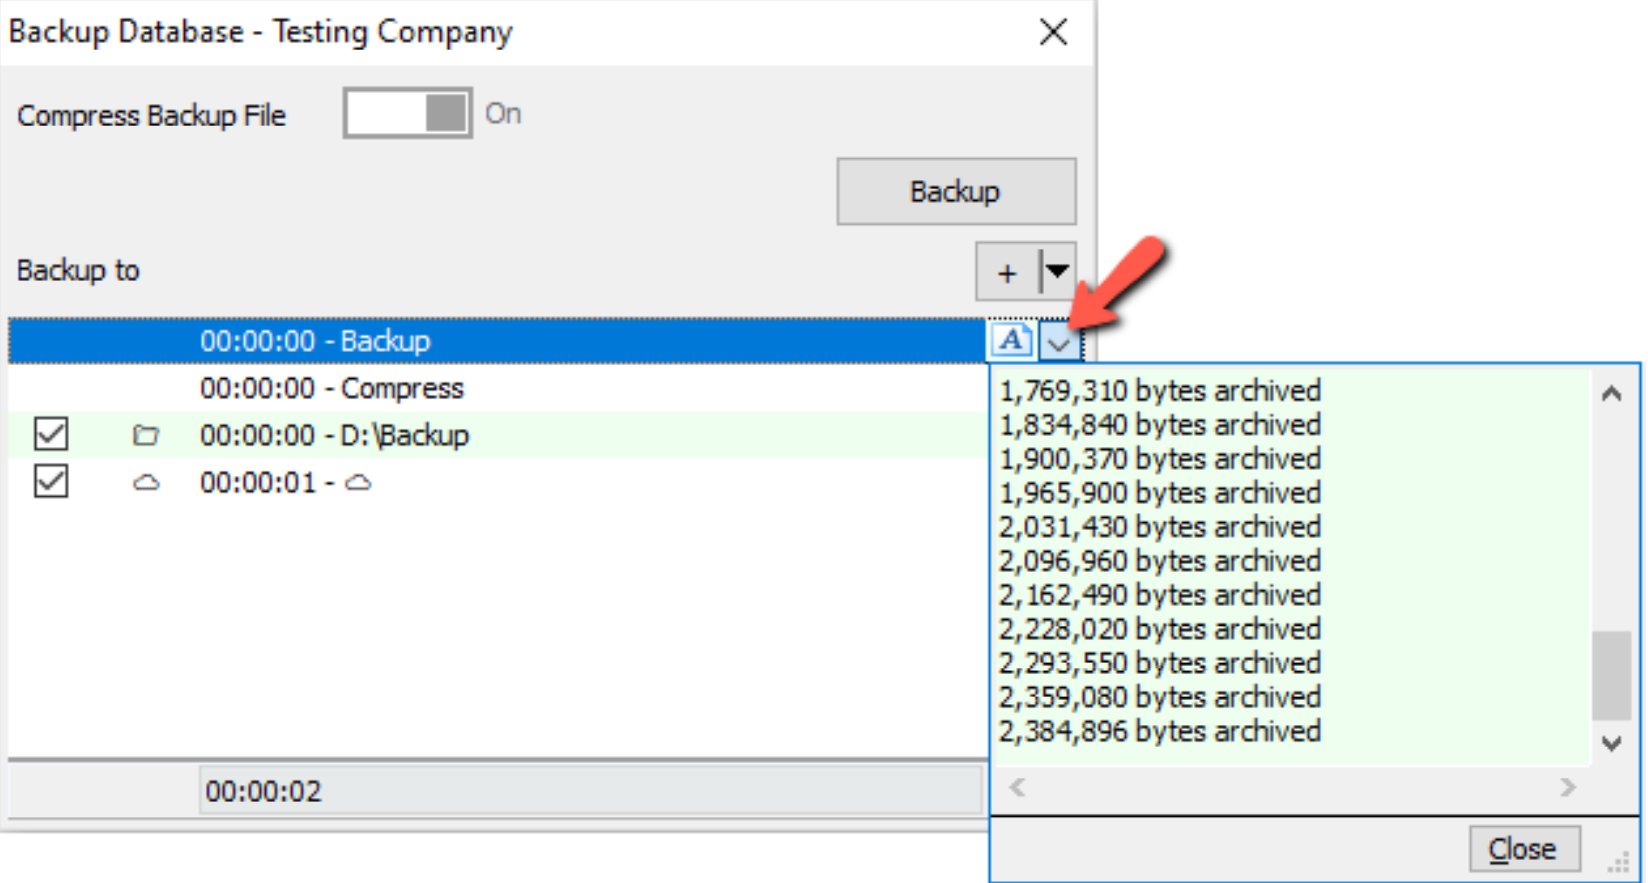 Backup Database - Testing Company
Compress Backup File On
Backup
Backup to +
00:00:00 - Backup A
00:00:00 - Compress
00:00:00 - D:\Backup
00:00:01 -
00:00:02
1,769,310 bytes archived
1,834,840 bytes archived
1,900,370 bytes archived
1,965,900 bytes archived
2,031,430 bytes archived
2,096,960 bytes archived
2,162,490 bytes archived
2,228,020 bytes archived
2,293,550 bytes archived
2,359,080 bytes archived
2,384,896 bytes archived
Close